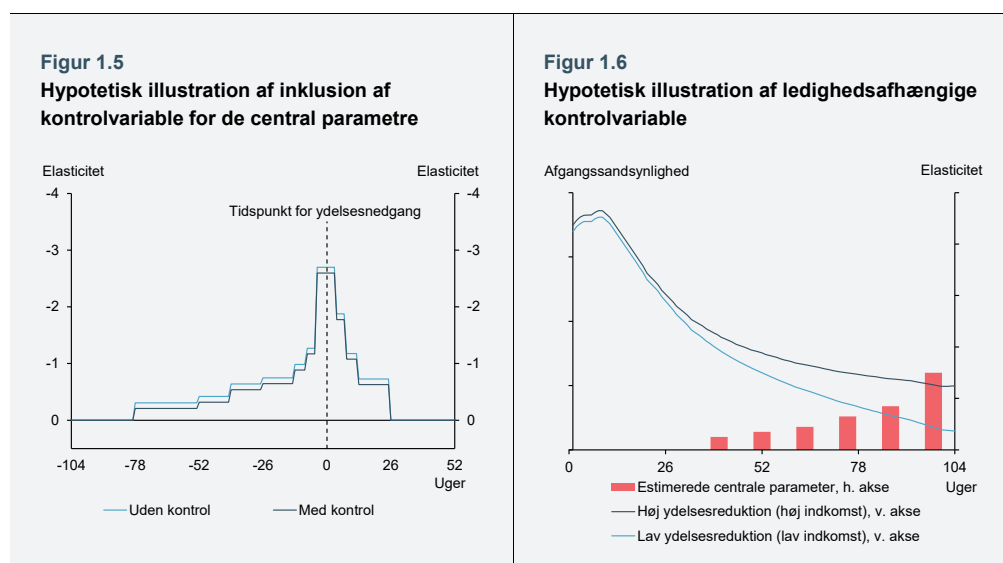 Figur 1.5
Hypotetisk illustration af inklusion af
kontrolvariable for de central parametre
Elasticitet
Elasticitet
-4
-4
Tidspunkt for ydelsesnedgang
-3
-3
-2
-2
-1
-1
0
0
-104
-78
-52
-26
0
26
52
Uger
Uden kontrol
Med kontrol
Figur 1.6
Hypotetisk illustration af ledighedsafhængige
kontrolvariable
Afgangssandsynlighed
Elasticitet
0
26
52
78
104
Uger
Estimerede centrale parameter, h. akse
Høj ydelsesreduktion (høj indkomst), v. akse
Lav ydelsesreduktion (lav indkomst), v. akse